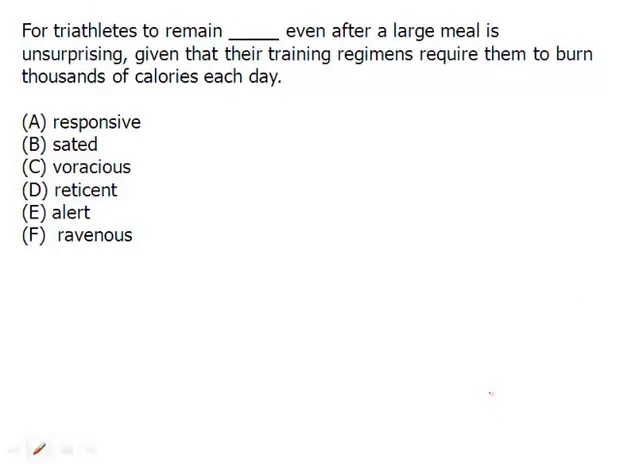 For triathletes to remain _____ even after a large meal is
unsurprising, given that their training regimens require them to burn
thousands of calories each day.
(A) responsive
(B) sated
(C) voracious
(D) reticent
(E) alert
(F) ravenous